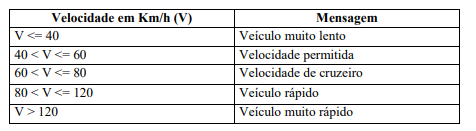 Velocidade em Km/h (V) Mensagem
V <= 40 Veículo muito lento
40 < V <= 60 Velocidade permitida
60 < V <= 80 Velocidade de cruzeiro
80 < V <= 120 Veículo rápido
V > 120 Veículo muito rápido